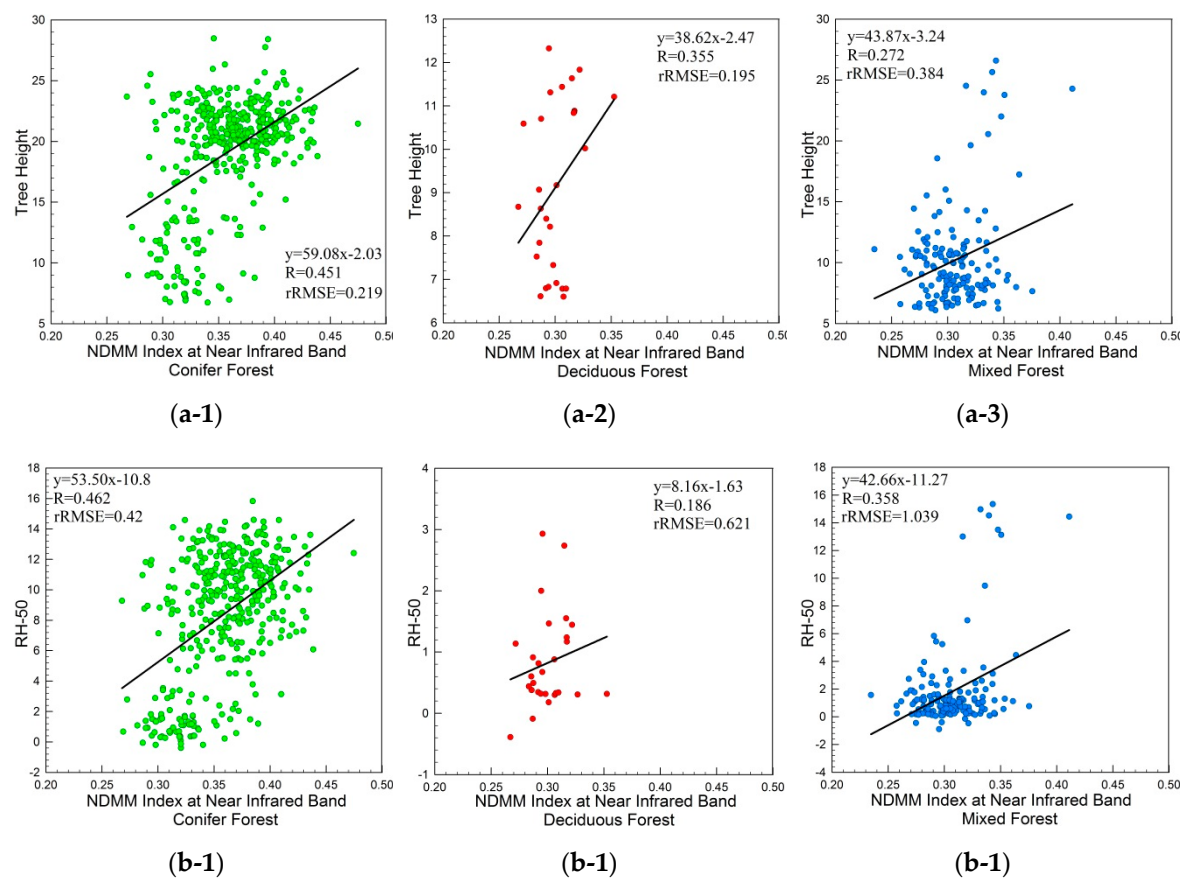 30
25
20
15
10
5
Tree Height
y=59.08x-2.03
R=0.451
rRMSE=0.219
0.20 0.25 0.30 0.35 0.40 0.45 0.50
NDMM Index at Near Infrared Band
Conifer Forest
(a-1)
13
12
11
10
9
8
7
6
Tree Height
y=38.62x-2.47
R=0.355
rRMSE=0.195
0.20 0.25 0.30 0.35 0.40 0.45 0.50
NDMM Index at Near Infrared Band
Deciduous Forest
(a-2)
30
25
20
15
10
5
Tree Height
y=43.87x-3.24
R=0.272
rRMSE=0.384
0.20 0.25 0.30 0.35 0.40 0.45 0.50
NDMM Index at Near Infrared Band
Mixed Forest
(a-3)
18
16
14
12
10
8
6
4
2
0
-2
RH-50
y=53.50x-10.8
R=0.462
rRMSE=0.42
0.20 0.25 0.30 0.35 0.40 0.45 0.50
NDMM Index at Near Infrared Band
Conifer Forest
(b-1)
4
3
2
1
0
-1
RH-50
y=8.16x-1.63
R=0.186
rRMSE=0.621
0.20 0.25 0.30 0.35 0.40 0.45 0.50
NDMM Index at Near Infrared Band
Deciduous Forest
(b-1)
18
16
14
12
10
8
6
4
2
0
-2
-4
RH-50
y=42.66x-11.27
R=0.358
rRMSE=1.039
0.20 0.25 0.30 0.35 0.40 0.45 0.50
NDMM Index at Near Infrared Band
Mixed Forest
(b-1)